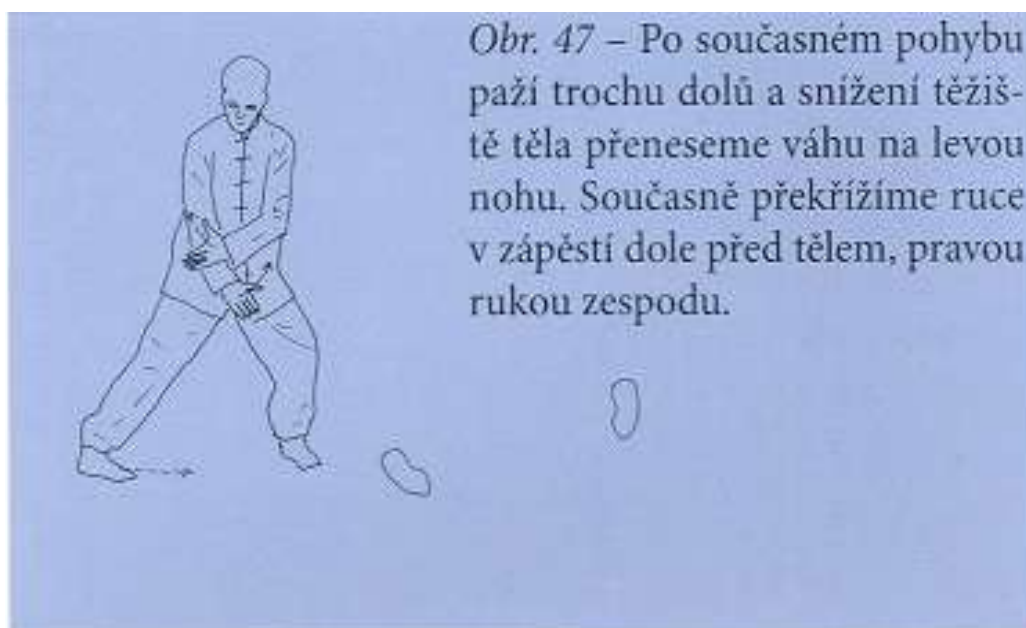 Obr. 47 – Po současném pohybu
paží trochu dolů a snížení těžiš-
tě těla přeneseme váhu na levou
nohu. Současně překřížíme ruce
v zápěstí dole před tělem, pravou
rukou zespodu.